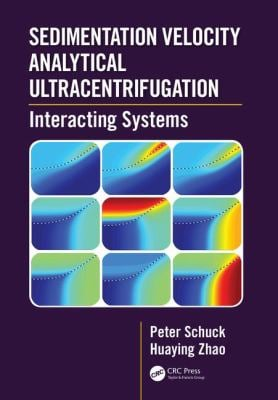 SEDIMENTATION VELOCITY
ANALYTICAL
ULTRACENTRIFUGATION
Interacting Systems
Peter Schuck
Huaying Zhao
CRC Press
Taylor & Francis Group